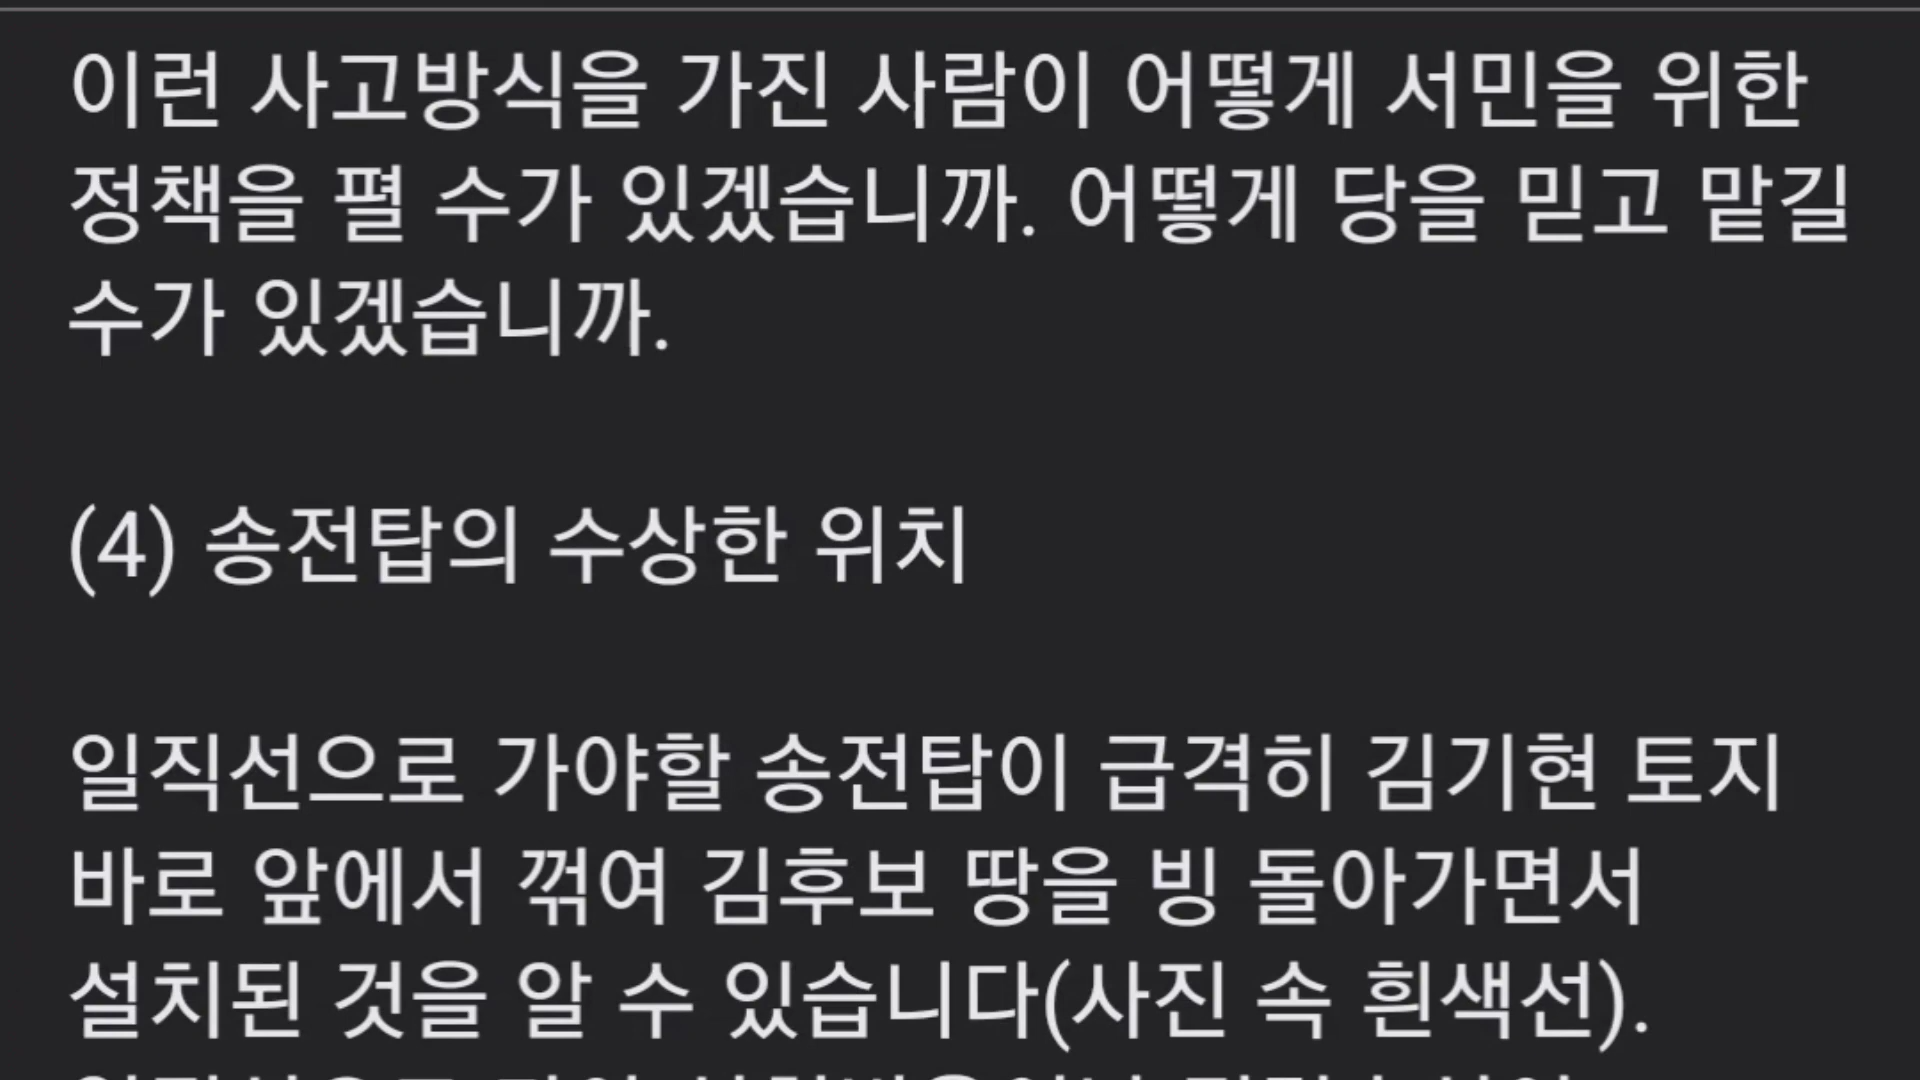 이런 사고방식을 가진 사람이 어떻게 서민을 위한
정책을 펼 수가 있겠습니까. 어떻게 당을 믿고 맡길
수가 있겠습니까.
(4) 송전탑의 수상한 위치
일직선으로 가야할 송전탑이 급격히 김기현 토지
바로 앞에서 꺾여 김후보 땅을 빙 돌아가면서
설치된 것을 알 수 있습니다(사진 속 흰색선).